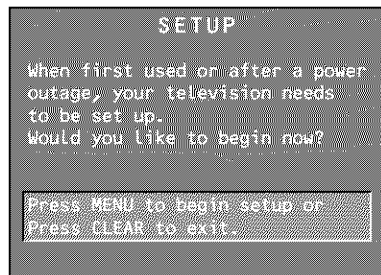 SETUP
When first used or after a power
outage, your television needs
to be set up.
Would you like to begin now?
Press MENU to begin setup or
Press CLEAR to exit.